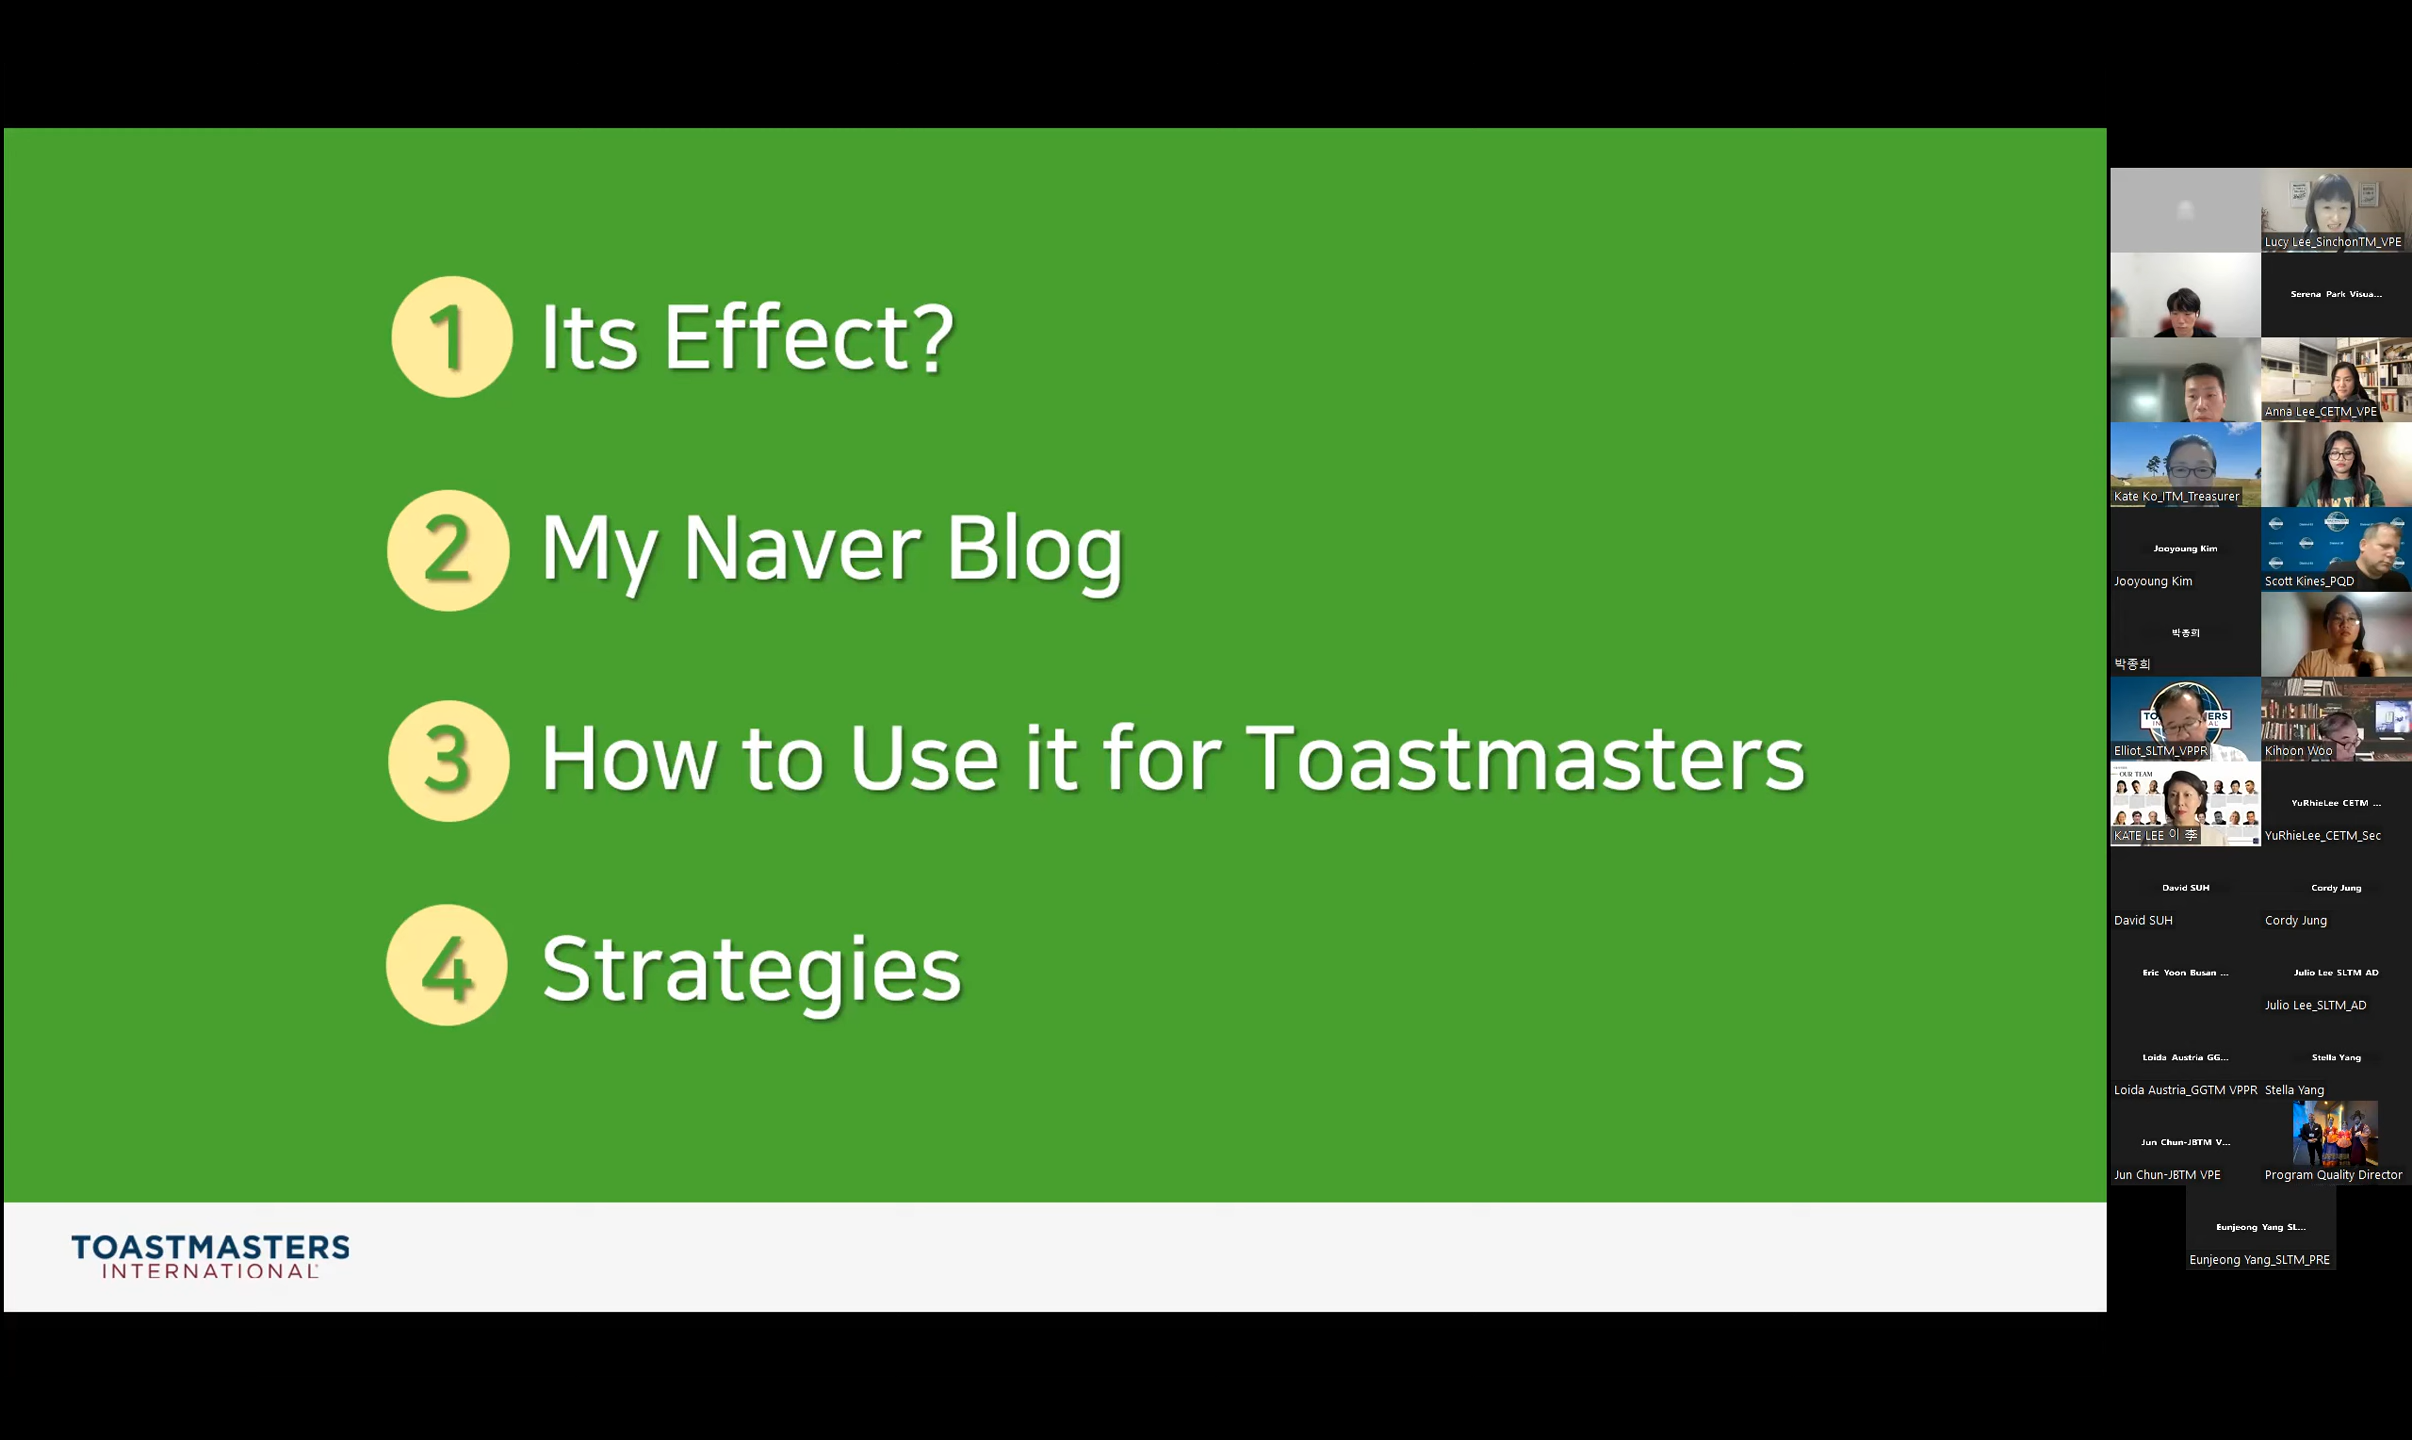 1 Its Effect?
2 My Naver Blog
3 How to Use it for Toastmasters
4 Strategies
TOASTMASTERS
INTERNATIONAL
Lucy Lee_SinchonTM_VPE
Serena Park Visua...
Anna Lee_CETM_VPE
Kate Ko_ITM_Treasurer
Jooyoung Kim
Jooyoung Kim
Scott Kines_PQD
박종희
박종희
Elliot_SLTM_VPPR
Kihoon Woo
OUR TEAM
KATE LEE 이 李
YuRhieLee CETM ...
YuRhieLee_CETM_Sec
David SUH
David SUH
Cordy Jung
Cordy Jung
Eric Yoon Busan ...
Julio Lee SLTM AD
Julio Lee_SLTM_AD
Loida Austria GG...
Loida Austria_GGTM VPPR
Stella Yang
Stella Yang
Jun Chun-JBTM V...
Jun Chun-JBTM VPE
Program Quality Director
Eunjeong Yang SL...
Eunjeong Yang_SLTM_PRE